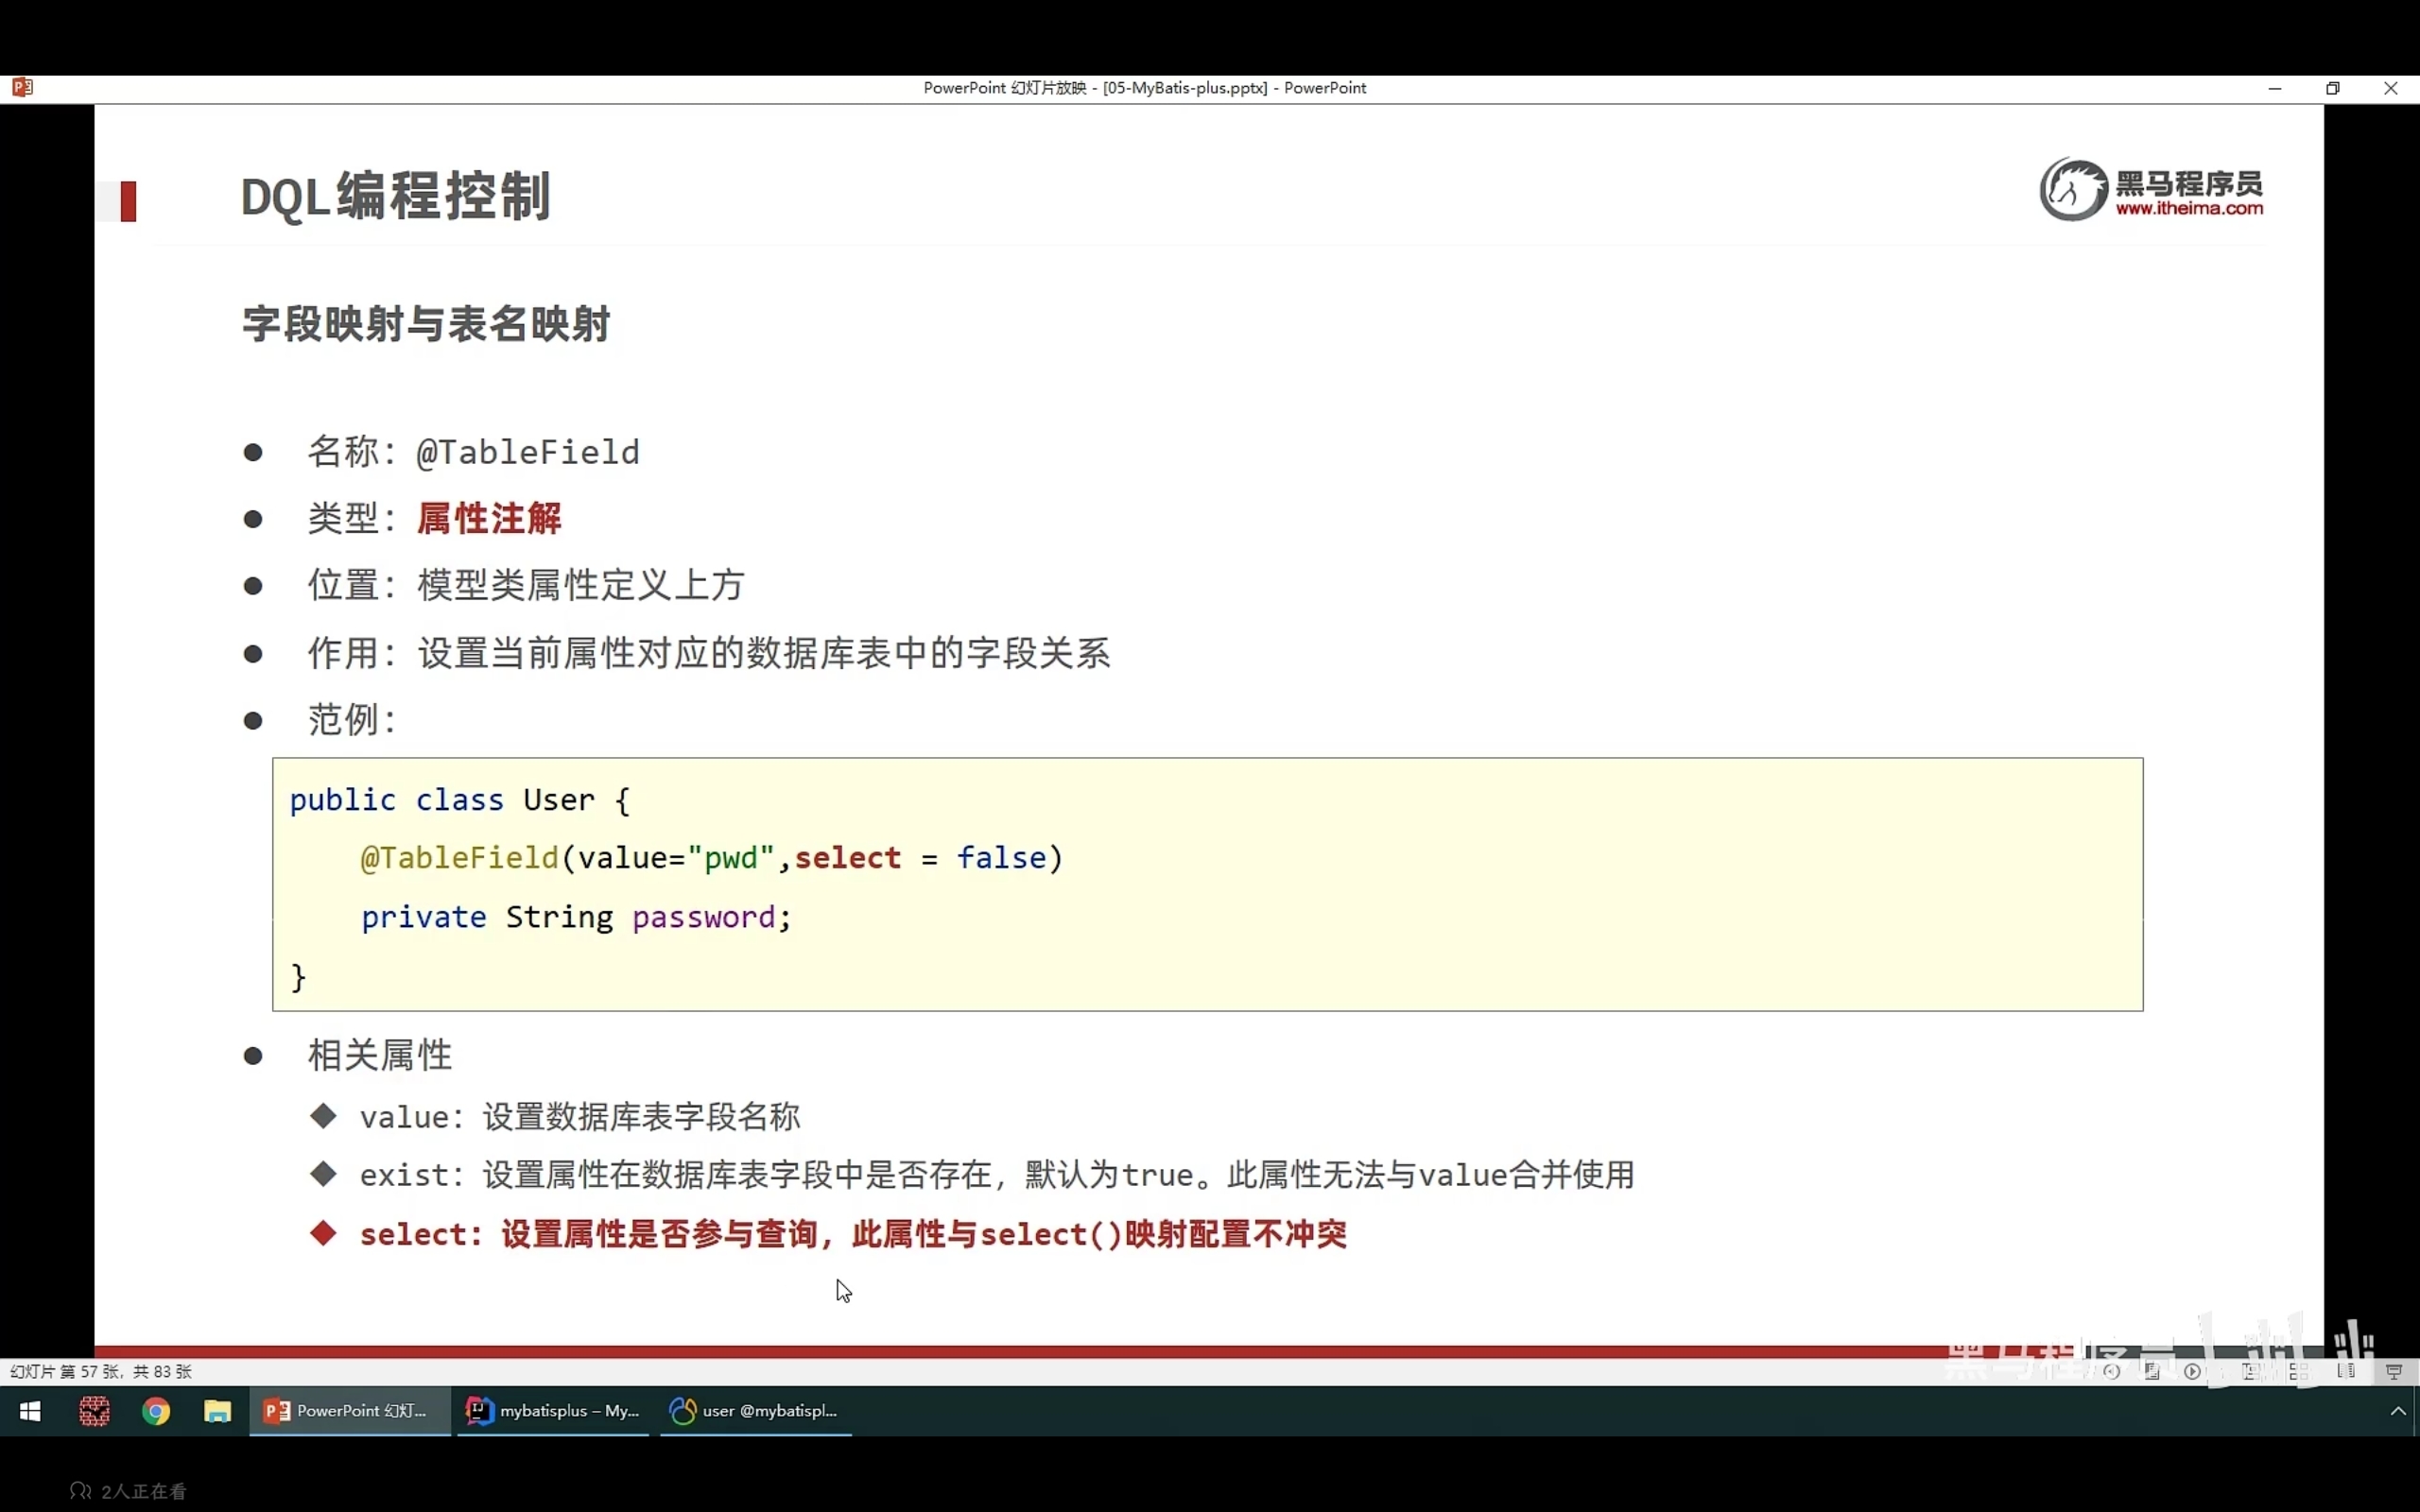 PowerPoint 幻灯片放映 - [05-MyBatis-plus.pptx] - PowerPoint
DQL编程控制
黑马程序员
www.itheima.com
字段映射与表名映射
● 名称：@TableField
● 类型：属性注解
● 位置：模型类属性定义上方
● 作用：设置当前属性对应的数据库表中的字段关系
● 范例：
public class User {
@TableField(value="pwd",select = false)
private String password;
}
● 相关属性
◆ value：设置数据库表字段名称
◆ exist：设置属性在数据库表字段中是否存在，默认为true。此属性无法与value合并使用
◆ select：设置属性是否参与查询，此属性与select()映射配置不冲突
黑马程序员
幻灯片 第 57 张，共 83 张
PowerPoint 幻灯...
mybatisplus – My...
user @mybatispl...
2人正在看